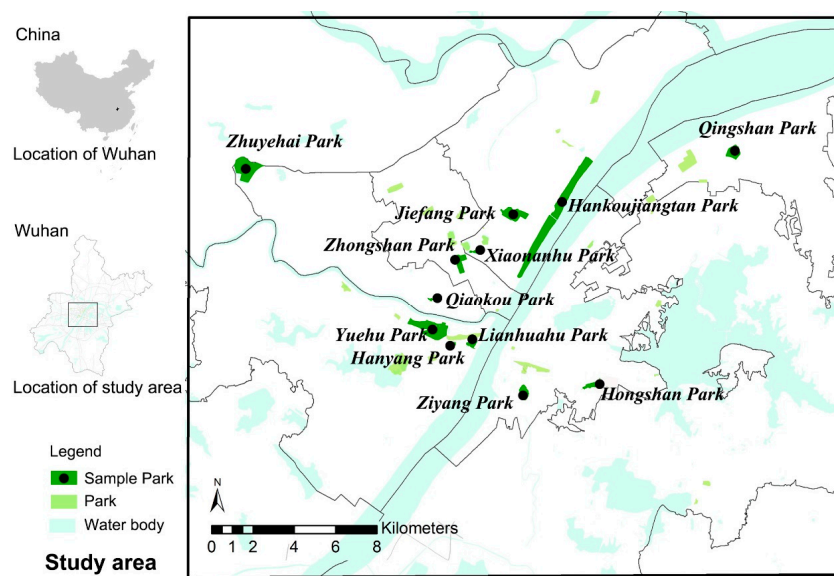 China
Location of Wuhan
Wuhan
Location of study area
Legend
Sample Park
Park
Water body
Study area
Zhuyehai Park
Qingshan Park
Jiefang Park
Hankoujiangtan Park
Zhongshan Park
Xiaonanhu Park
Qiaokou Park
Yuehu Park
Lianhuahu Park
Hanyang Park
Ziyang Park
Hongshan Park
N
Kilometers
0 1 2 4 6 8